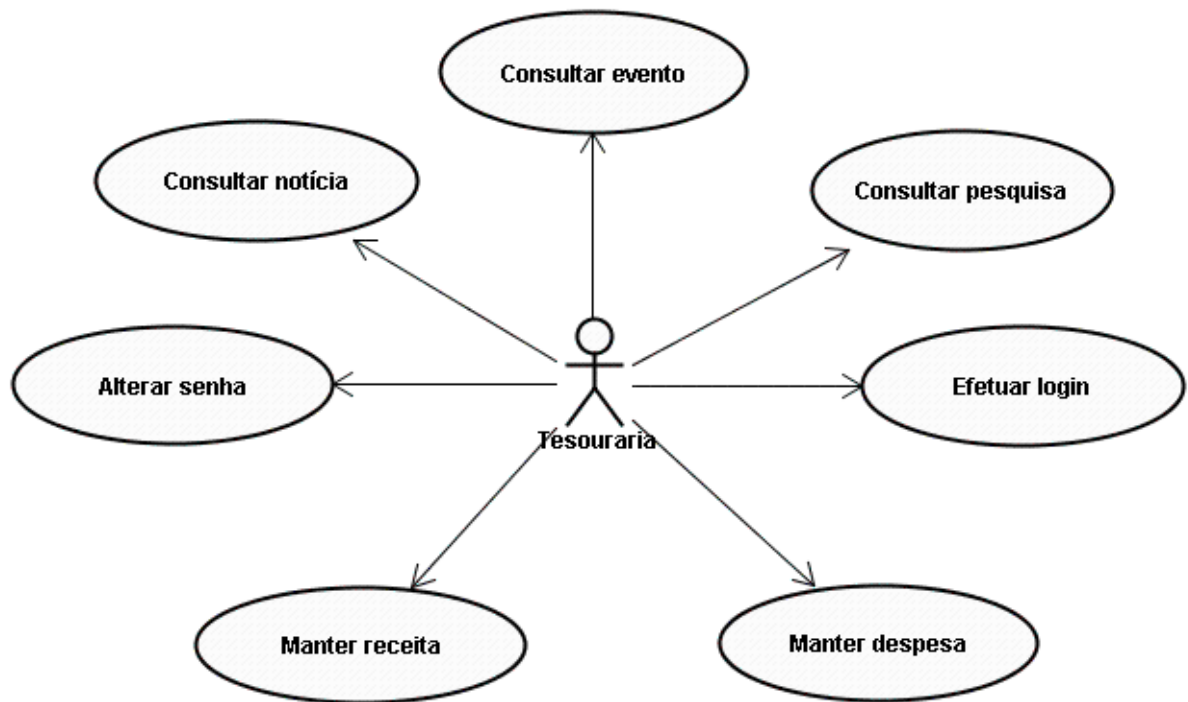 Consultar evento
Consultar notícia
Consultar pesquisa
Alterar senha
Efetuar login
Tesouraria
Manter receita
Manter despesa